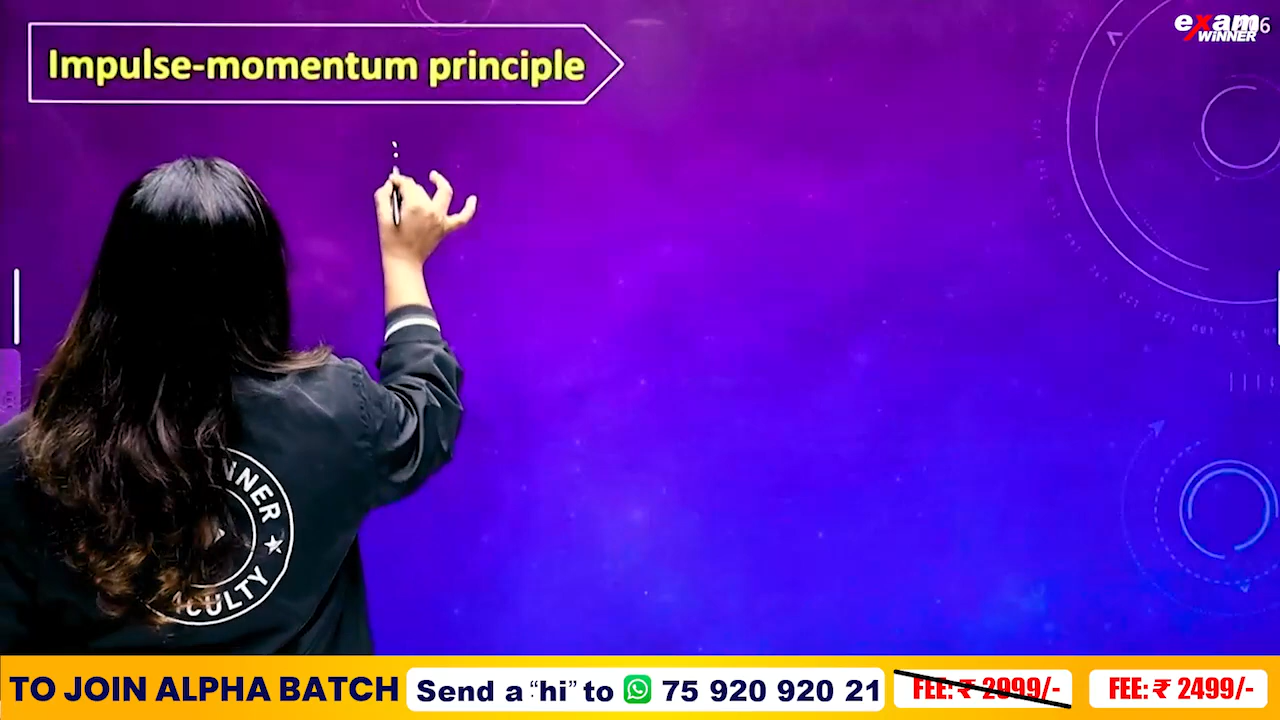 Impulse-momentum principle
exam
WiNNER
6
NNER ★
CULTY
TO JOIN ALPHA BATCH
Send a “hi” to 75 920 920 21
FEE: ₹ 2999/-
FEE: ₹ 2499/-